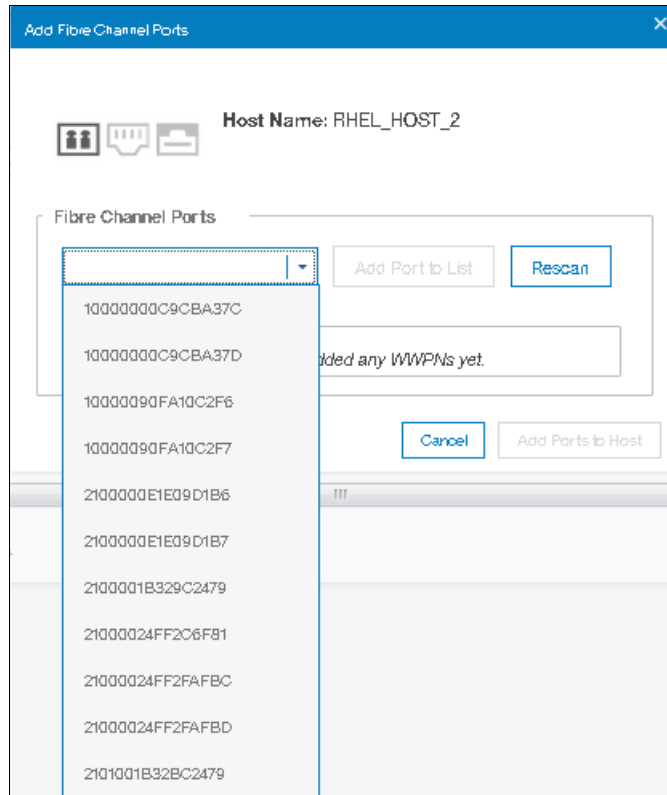 Add Fibre Channel Ports
Host Name: RHEL_HOST_2
Fibre Channel Ports
Add Port to List
Rescan
10000000C9CBA37C
10000000C9CBA37D
added any WWPNs yet.
10000090FA10C2F6
10000090FA10C2F7
Cancel
Add Ports to Host
2100000E1E09D1B6
2100000E1E09D1B7
2100001B329C2479
21000024FF2C6F81
21000024FF2FAFBC
21000024FF2FAFBD
2101001B32BC2479